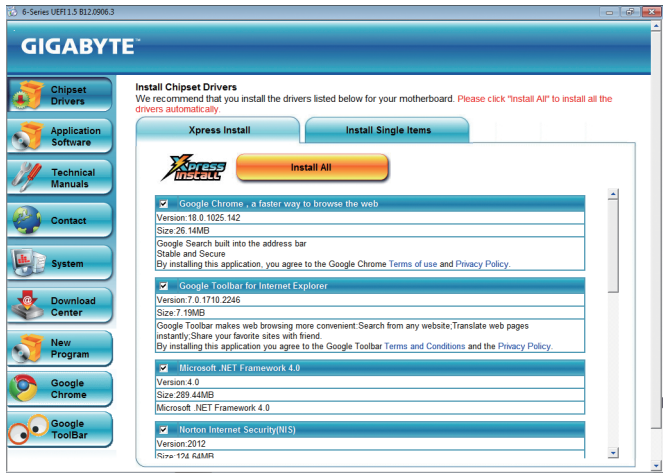 6-Series UEFI 1.5 B12.0906.3
GIGABYTE™
Chipset
Drivers
Application
Software
Technical
Manuals
Contact
System
Download
Center
New
Program
Google
Chrome
Google
ToolBar
Install Chipset Drivers
We recommend that you install the drivers listed below for your motherboard. Please click "Install All" to install all the
drivers automatically.
Xpress Install
Install Single Items
Xpress
INSTALL
Install All
Google Chrome , a faster way to browse the web
Version:18.0.1025.142
Size:26.14MB
Google Search built into the address bar
Stable and Secure
By installing this application, you agree to the Google Chrome Terms of use and Privacy Policy.
Google Toolbar for Internet Explorer
Version:7.0.1710.2246
Size:7.19MB
Google Toolbar makes web browsing more convenient:Search from any website;Translate web pages
instantly;Share your favorite sites with friend.
By installing this application you agree to the Google Toolbar Terms and Conditions and the Privacy Policy.
Microsoft .NET Framework 4.0
Version:4.0
Size:289.44MB
Microsoft .NET Framework 4.0
Norton Internet Security(NIS)
Version:2012
Size:124.64MB